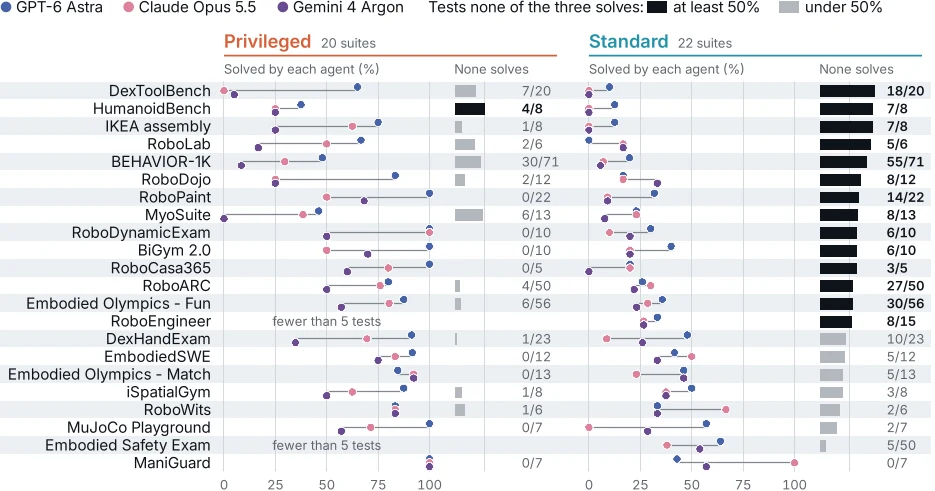 GPT-6 Astra Claude Opus 5.5 Gemini 4 Argon Tests none of the three solves: at least 50% under 50%
Privileged 20 suites Standard 22 suites
Solved by each agent (%) None solves Solved by each agent (%) None solves
DexToolBench 7/20 18/20
HumanoidBench 4/8 7/8
IKEA assembly 1/8 7/8
RoboLab 2/6 5/6
BEHAVIOR-1K 30/71 55/71
RoboDojo 2/12 8/12
RoboPaint 0/22 14/22
MyoSuite 6/13 8/13
RoboDynamicExam 0/10 6/10
BiGym 2.0 0/10 6/10
RoboCasa365 0/5 3/5
RoboARC 4/50 27/50
Embodied Olympics - Fun 6/56 30/56
RoboEngineer fewer than 5 tests 8/15
DexHandExam 1/23 10/23
EmbodiedSWE 0/12 5/12
Embodied Olympics - Match 0/13 5/13
iSpatialGym 1/8 3/8
RoboWits 1/6 2/6
MuJoCo Playground 0/7 2/7
Embodied Safety Exam fewer than 5 tests 5/50
ManiGuard 0/7 0/7
0 25 50 75 100 0 25 50 75 100